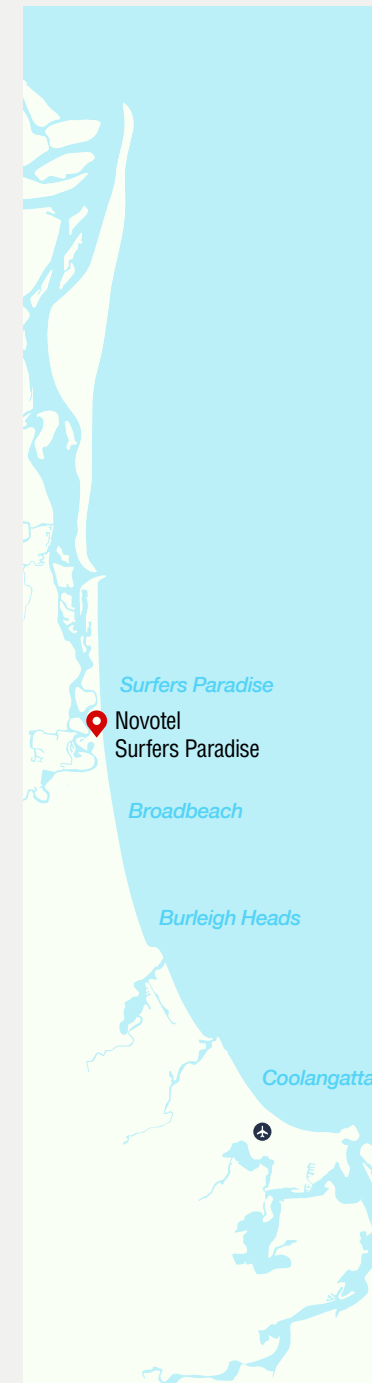 Surfers Paradise
Novotel
Surfers Paradise
Broadbeach
Burleigh Heads
Coolangatta